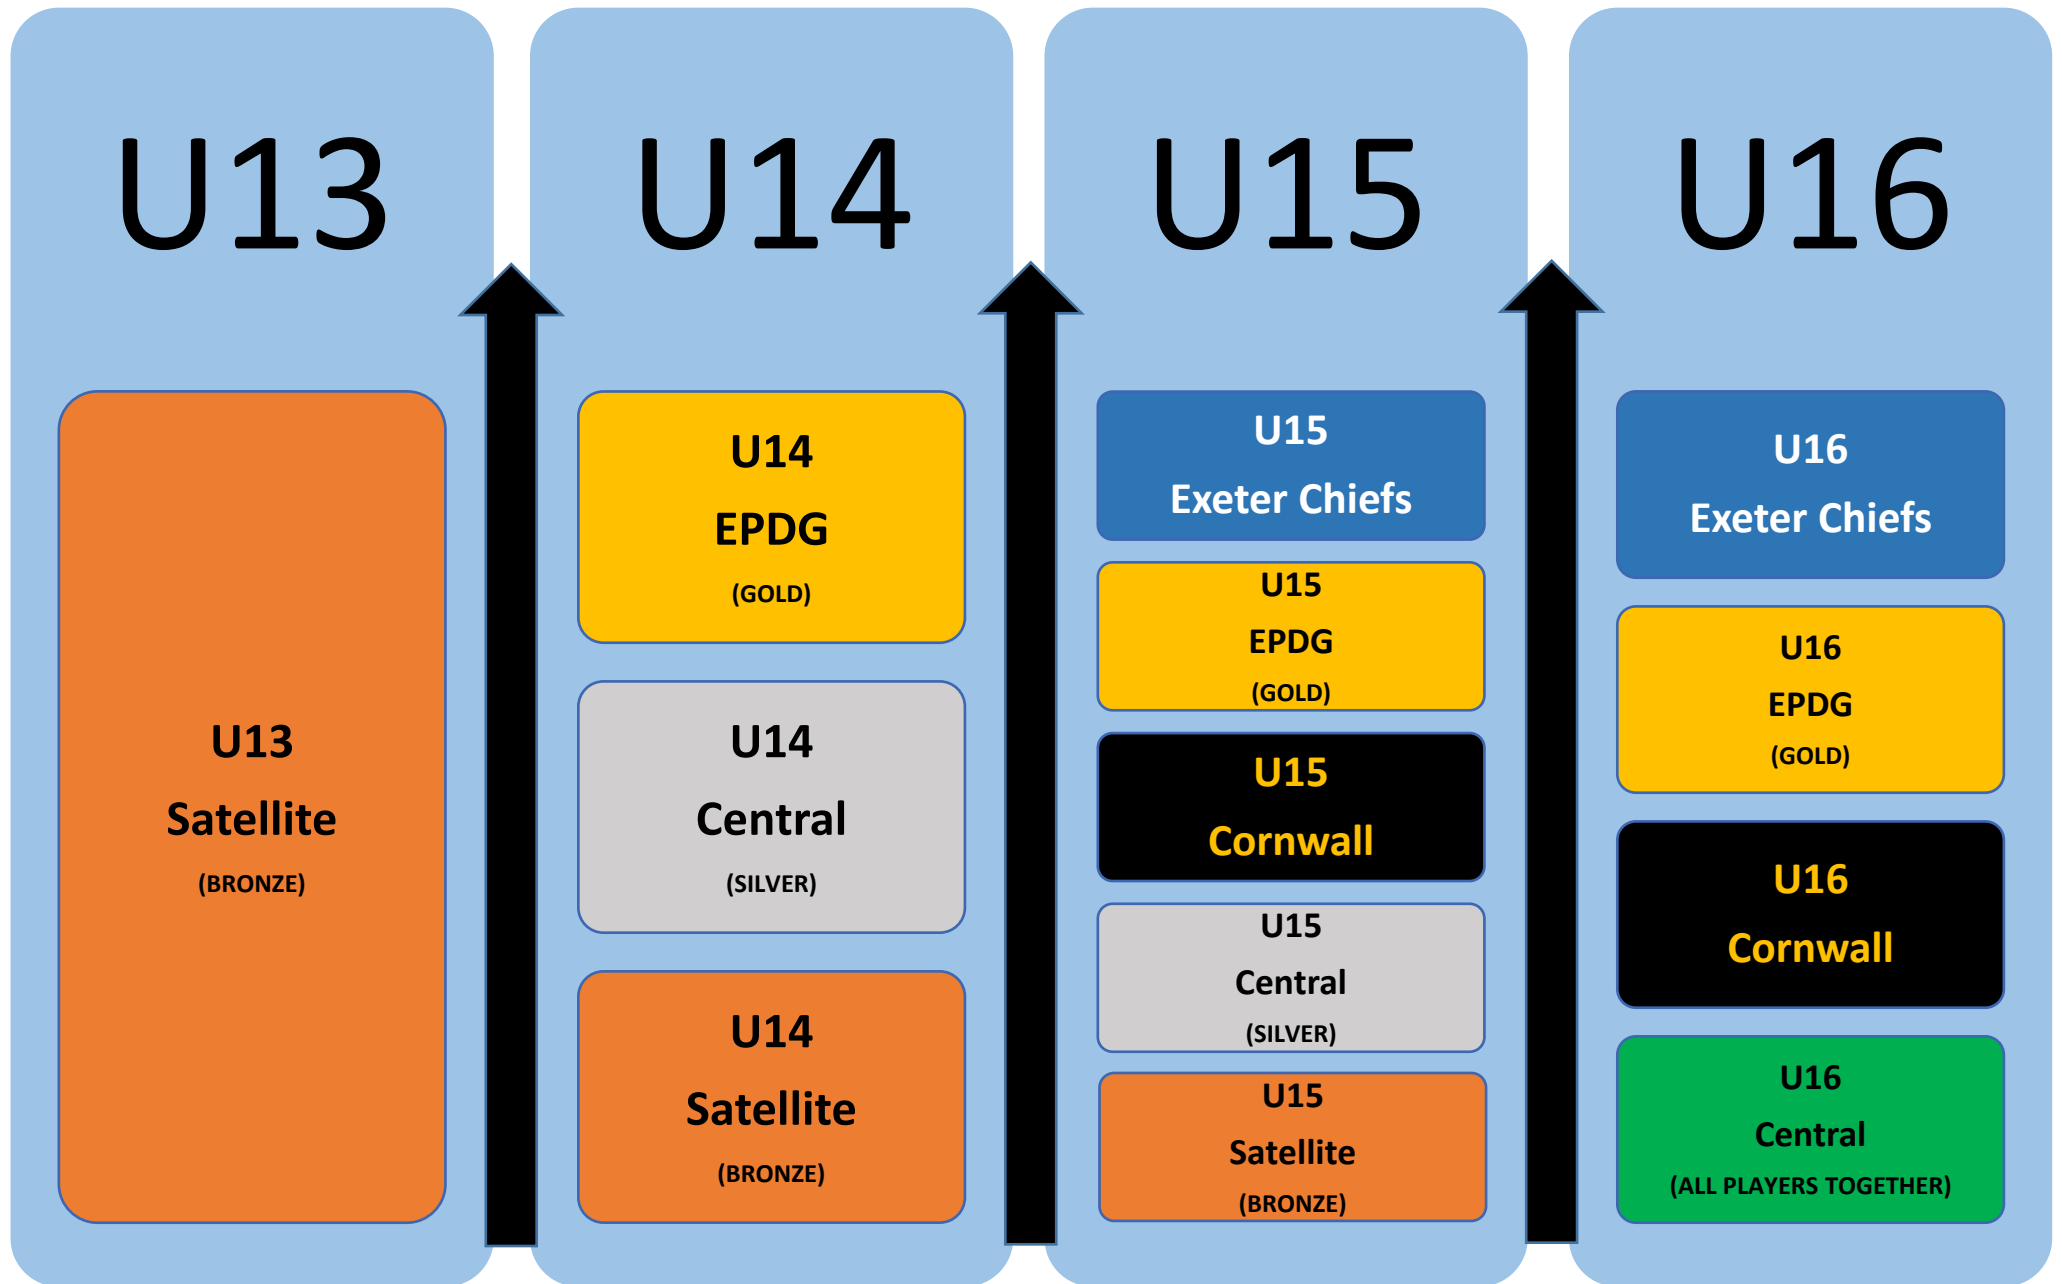 U13
U13
Satellite
(BRONZE)
U14
U14
EPDG
(GOLD)
U14
Central
(SILVER)
U14
Satellite
(BRONZE)
U15
U15
Exeter Chiefs
U15
EPDG
(GOLD)
U15
Cornwall
U15
Central
(SILVER)
U15
Satellite
(BRONZE)
U16
U16
Exeter Chiefs
U16
EPDG
(GOLD)
U16
Cornwall
U16
Central
(ALL PLAYERS TOGETHER)